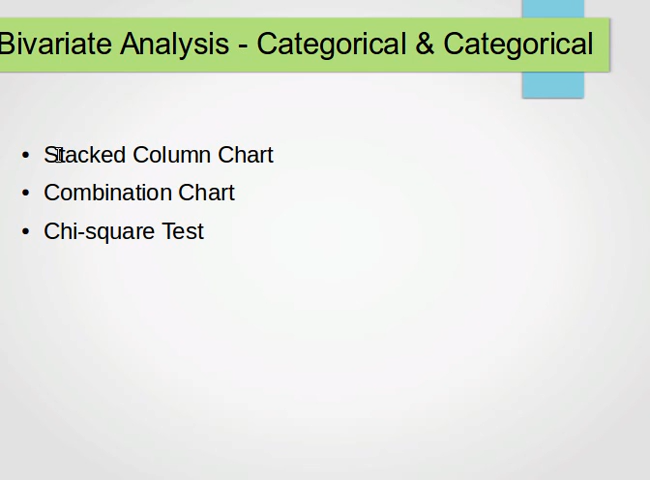 Bivariate Analysis - Categorical & Categorical
• Stacked Column Chart
• Combination Chart
• Chi-square Test